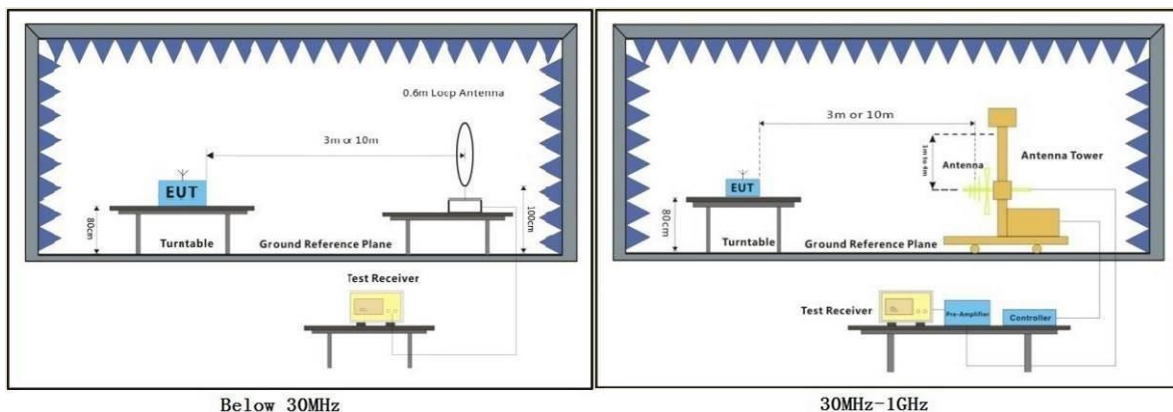 0.6m Loop Antenna
3m or 10m
EUT
80cm
100cm
Turntable
Ground Reference Plane
Test Receiver
Below 30MHz
3m or 10m
1m to 4m
Antenna
Antenna Tower
EUT
80cm
Turntable
Ground Reference Plane
Test Receiver
Pre-Amplifier
Controller
30MHz-1GHz